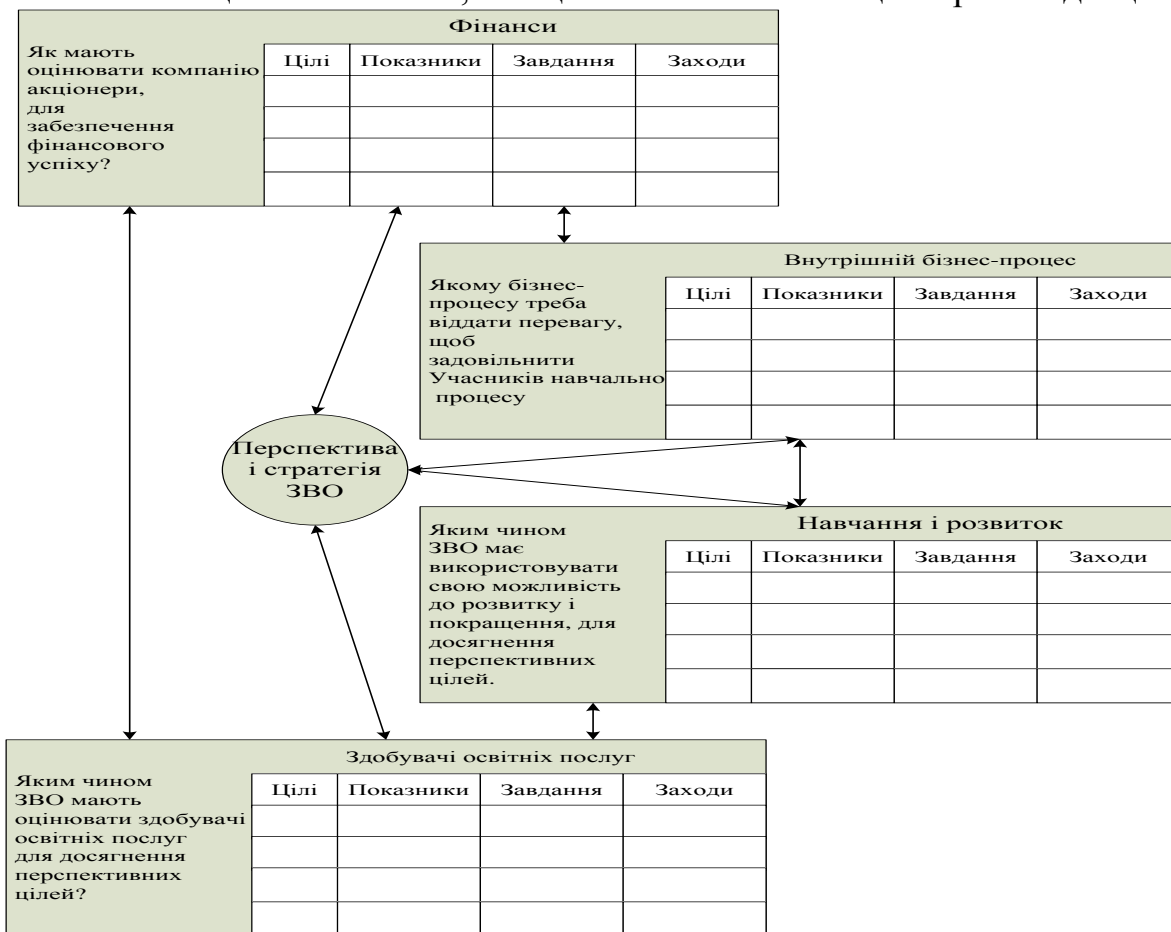 Фінанси
Як мають
оцінювати компанію
акціонери,
для
забезпечення
фінансового
успіху?
Цілі Показники Завдання Заходи
Внутрішній бізнес-процес
Якому бізнес-
процесу треба
віддати перевагу,
щоб
задовільнити
Учасників навчально
процесу
Цілі Показники Завдання Заходи
Перспектива
і стратегія
ЗВО
Навчання і розвиток
Яким чином
ЗВО має
використовувати
свою можливість
до розвитку і
покращення, для
досягнення
перспективних
цілей.
Цілі Показники Завдання Заходи
Здобувачі освітніх послуг
Яким чином
ЗВО мають
оцінювати здобувачі
освітніх послуг
для досягнення
перспективних
цілей?
Цілі Показники Завдання Заходи